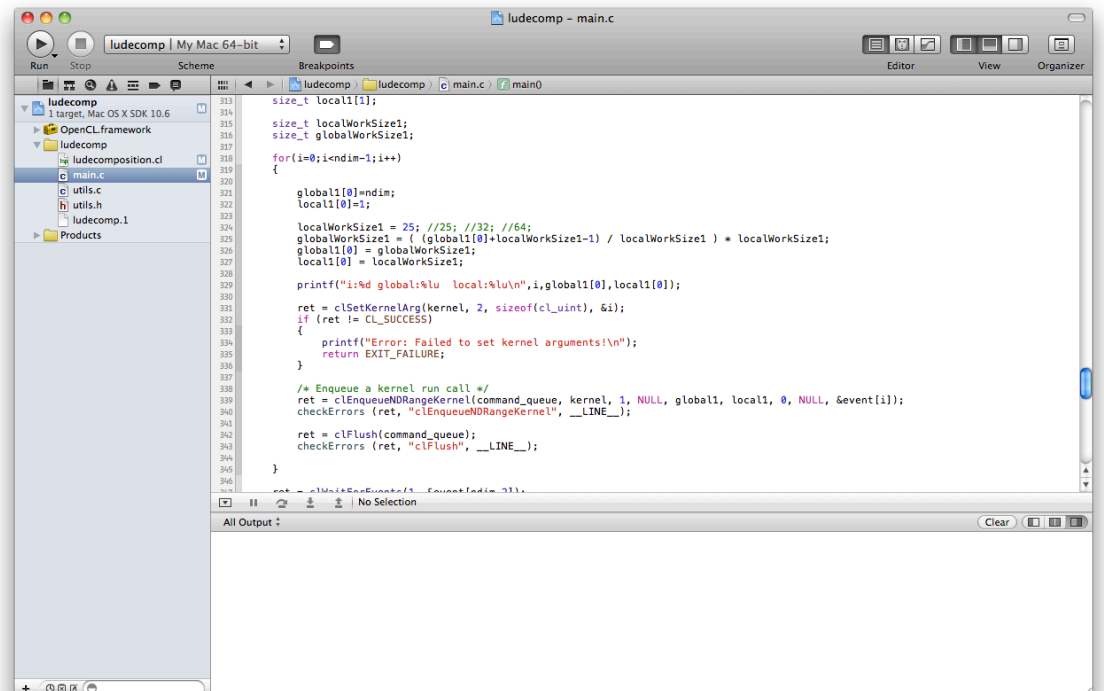 ludecomp – main.c
ludecomp | My Mac 64-bit
Run Stop Scheme Breakpoints Editor View Organizer
ludecomp
1 target, Mac OS X SDK 10.6
M
OpenCL.framework
ludecomp
ludecomposition.cl M
main.c M
utils.c
utils.h
ludecomp.1
Products
ludecomp ludecomp main.c main()
313 size_t local1[1];
314
315 size_t localWorkSize1;
316 size_t globalWorkSize1;
317
318 for(i=0;i<ndim-1;i++)
319 {
320
321 global1[0]=ndim;
322 local1[0]=1;
323
324 localWorkSize1 = 25; //25; //32; //64;
325 globalWorkSize1 = ( (global1[0]+localWorkSize1-1) / localWorkSize1 ) * localWorkSize1;
326 global1[0] = globalWorkSize1;
327 local1[0] = localWorkSize1;
328
329 printf("i:%d global:%lu local:%lu\n",i,global1[0],local1[0]);
330
331 ret = clSetKernelArg(kernel, 2, sizeof(cl_uint), &i);
332 if (ret != CL_SUCCESS)
333 {
334 printf("Error: Failed to set kernel arguments!\n");
335 return EXIT_FAILURE;
336 }
337
338 /* Enqueue a kernel run call */
339 ret = clEnqueueNDRangeKernel(command_queue, kernel, 1, NULL, global1, local1, 0, NULL, &event[i]);
340 checkErrors (ret, "clEnqueueNDRangeKernel", __LINE__);
341
342 ret = clFlush(command_queue);
343 checkErrors (ret, "clFlush", __LINE__);
344
345 }
346
No Selection
All Output
Clear